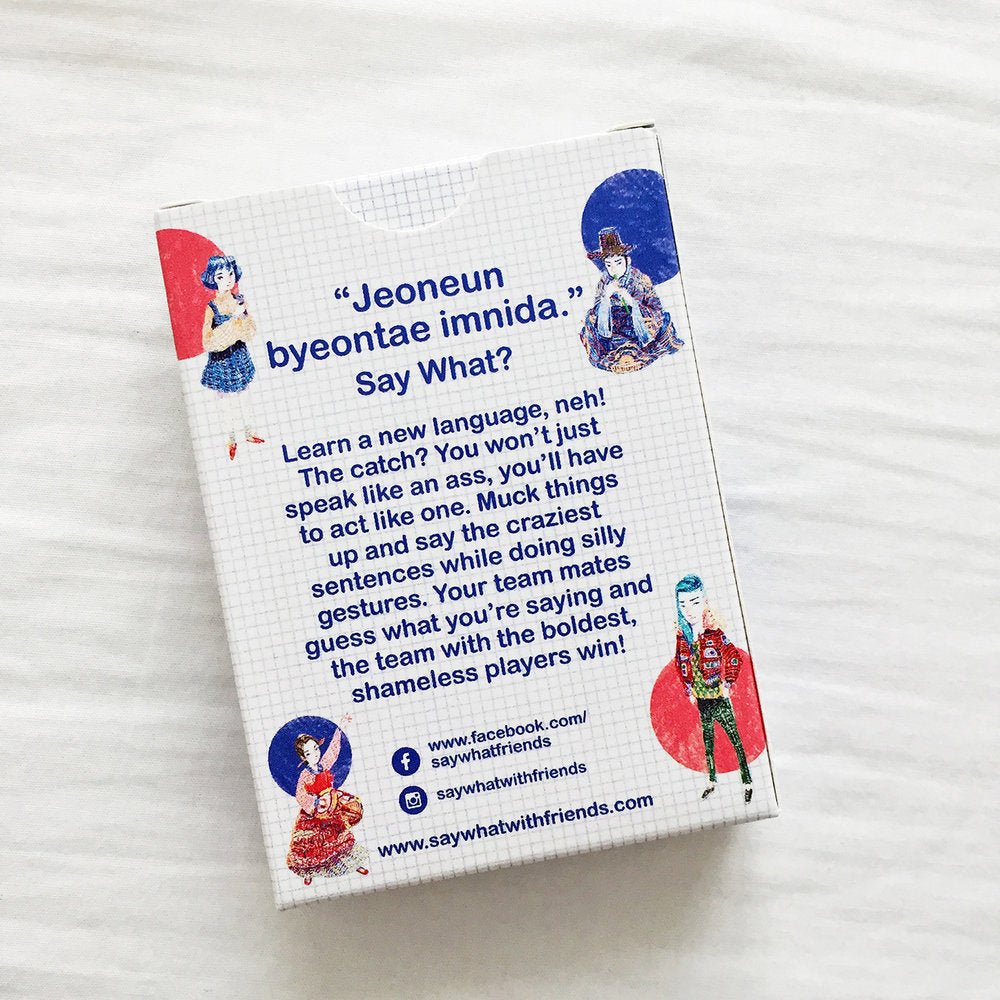 “Jeoneun
byeontae imnida.”
Say What?
Learn a new language, neh!
The catch? You won’t just
speak like an ass, you’ll have
to act like one. Muck things
up and say the craziest
sentences while doing silly
gestures. Your team mates
guess what you’re saying and
the team with the boldest,
shameless players win!
www.facebook.com/
saywhatfriends
saywhatwithfriends
www.saywhatwithfriends.com